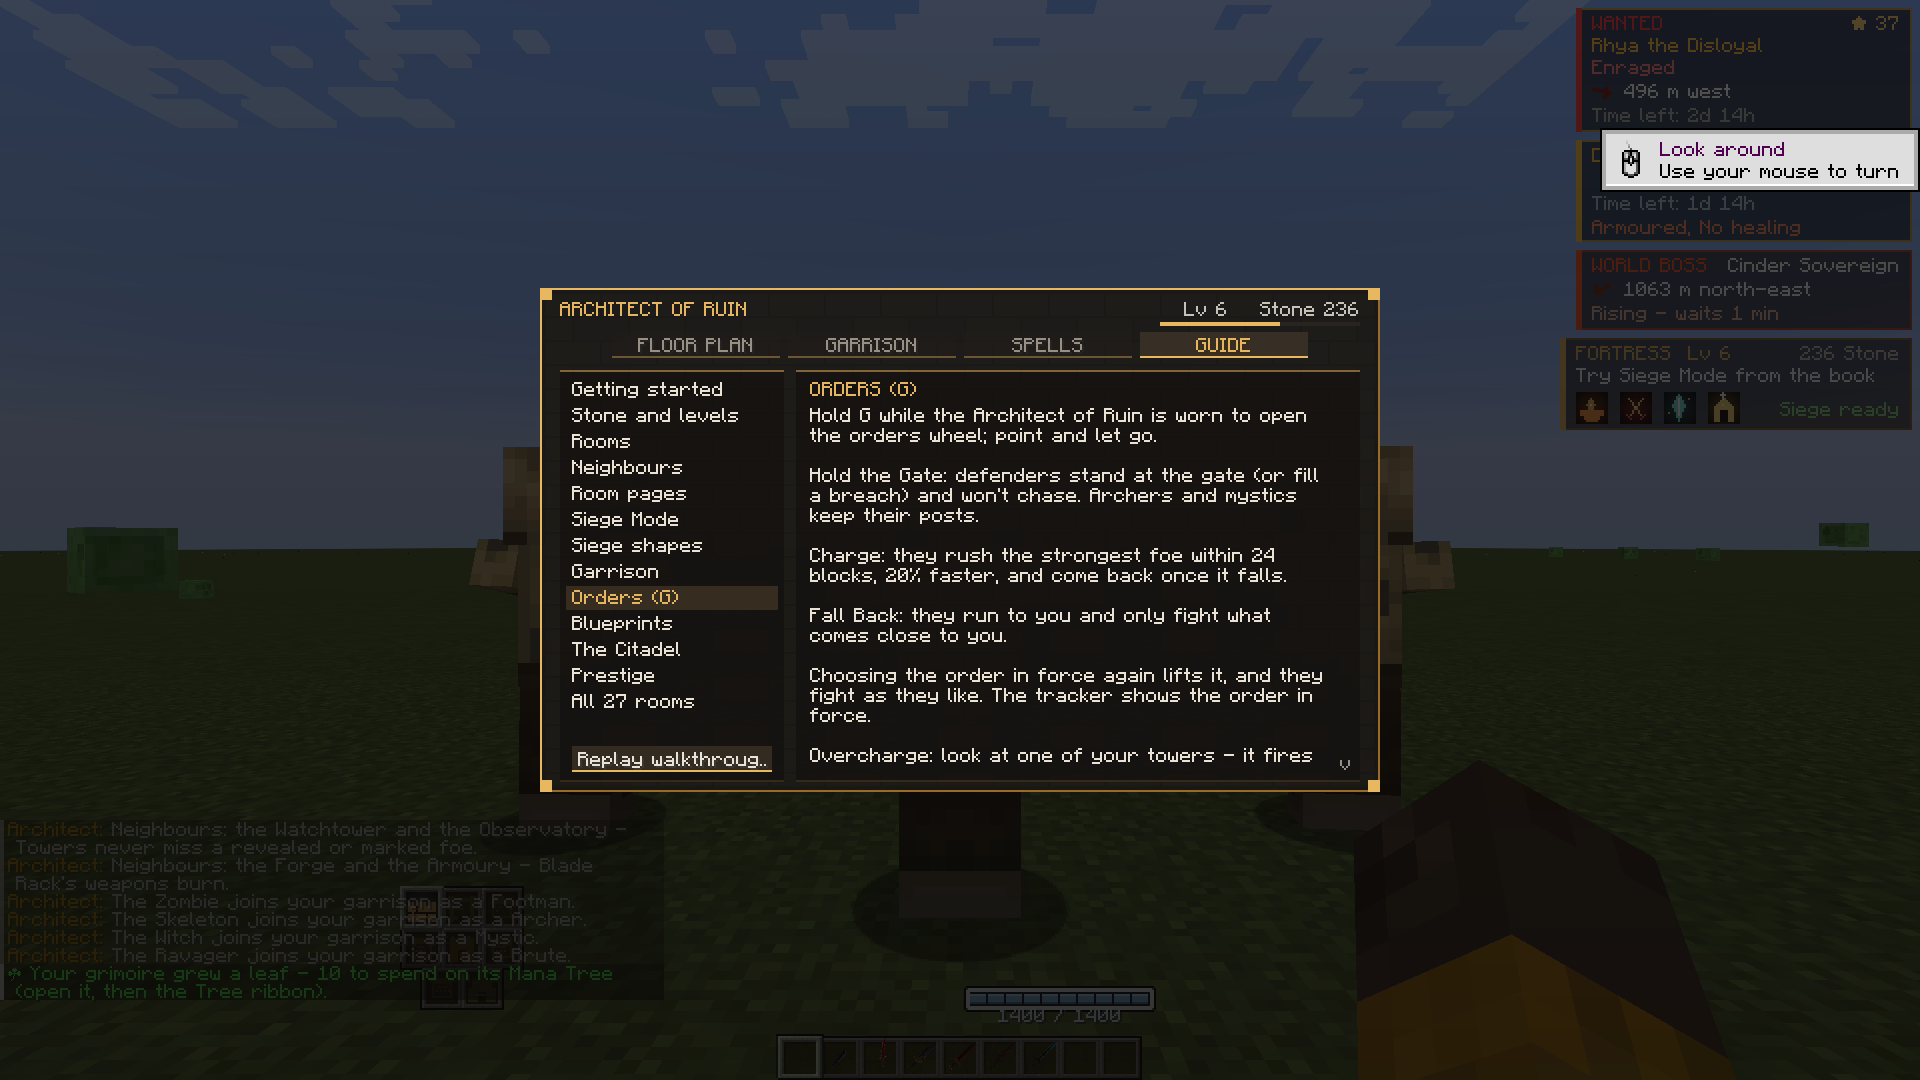 WANTED ★ 37
Rhya the Disloyal
Enraged
496 m west
Time left: 2d 14h
Look around
Use your mouse to turn
Time left: 1d 14h
Armoured, No healing
WORLD BOSS Cinder Sovereign
1063 m north-east
Rising - waits 1 min
FORTRESS Lv 6 236 Stone
Try Siege Mode from the book
Siege ready
ARCHITECT OF RUIN Lv 6 Stone 236
FLOOR PLAN GARRISON SPELLS GUIDE
Getting started
Stone and levels
Rooms
Neighbours
Room pages
Siege Mode
Siege shapes
Garrison
Orders (G)
Blueprints
The Citadel
Prestige
All 27 rooms
Replay walkthroug..
ORDERS (G)
Hold G while the Architect of Ruin is worn to open
the orders wheel; point and let go.
Hold the Gate: defenders stand at the gate (or fill
a breach) and won't chase. Archers and mystics
keep their posts.
Charge: they rush the strongest foe within 24
blocks, 20% faster, and come back once it falls.
Fall Back: they run to you and only fight what
comes close to you.
Choosing the order in force again lifts it, and they
fight as they like. The tracker shows the order in
force.
Overcharge: look at one of your towers - it fires
Architect: Neighbours: the Watchtower and the Observatory -
Towers never miss a revealed or marked foe.
Architect: Neighbours: the Forge and the Armoury - Blade
Rack's weapons burn.
Architect: The Zombie joins your garrison as a Footman.
Architect: The Skeleton joins your garrison as a Archer.
Architect: The Witch joins your garrison as a Mystic.
Architect: The Ravager joins your garrison as a Brute.
Your grimoire grew a leaf - 10 to spend on its Mana Tree
(open it, then the Tree ribbon).
1400 / 1400